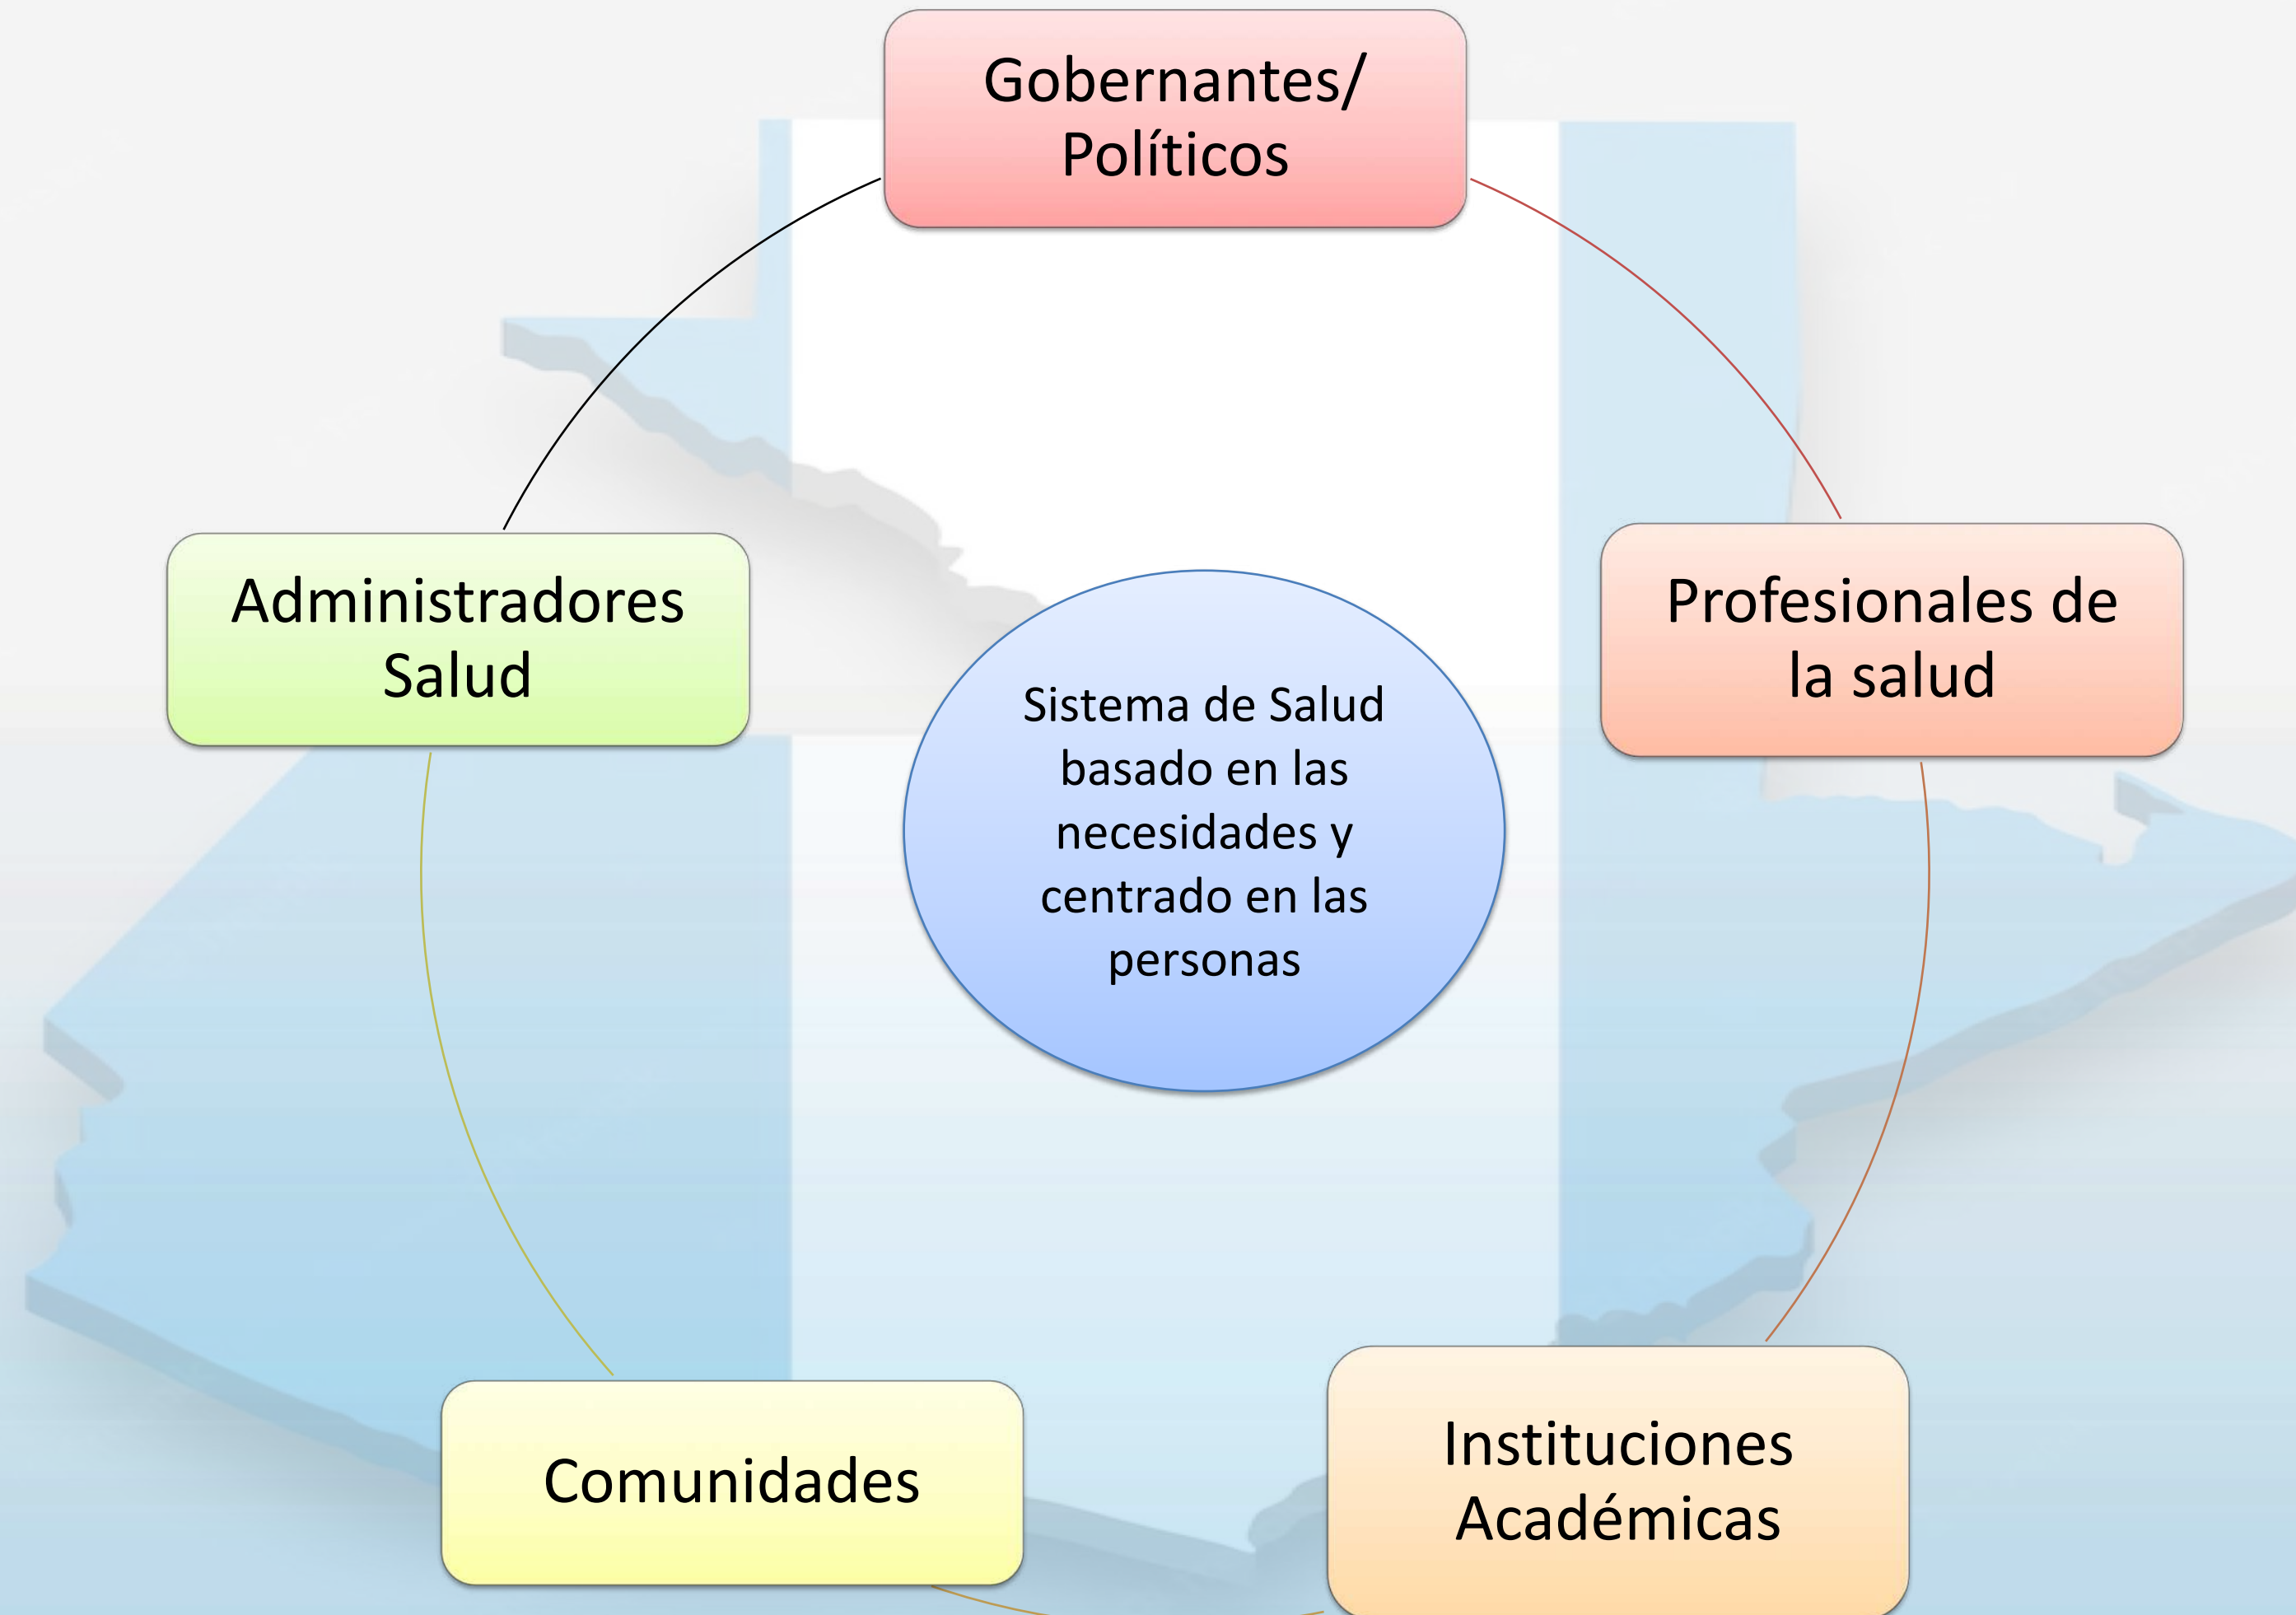 Gobernantes/
Políticos
Administradores
Salud
Profesionales de
la salud
Sistema de Salud
basado en las
necesidades y
centrado en las
personas
Comunidades
Instituciones
Académicas